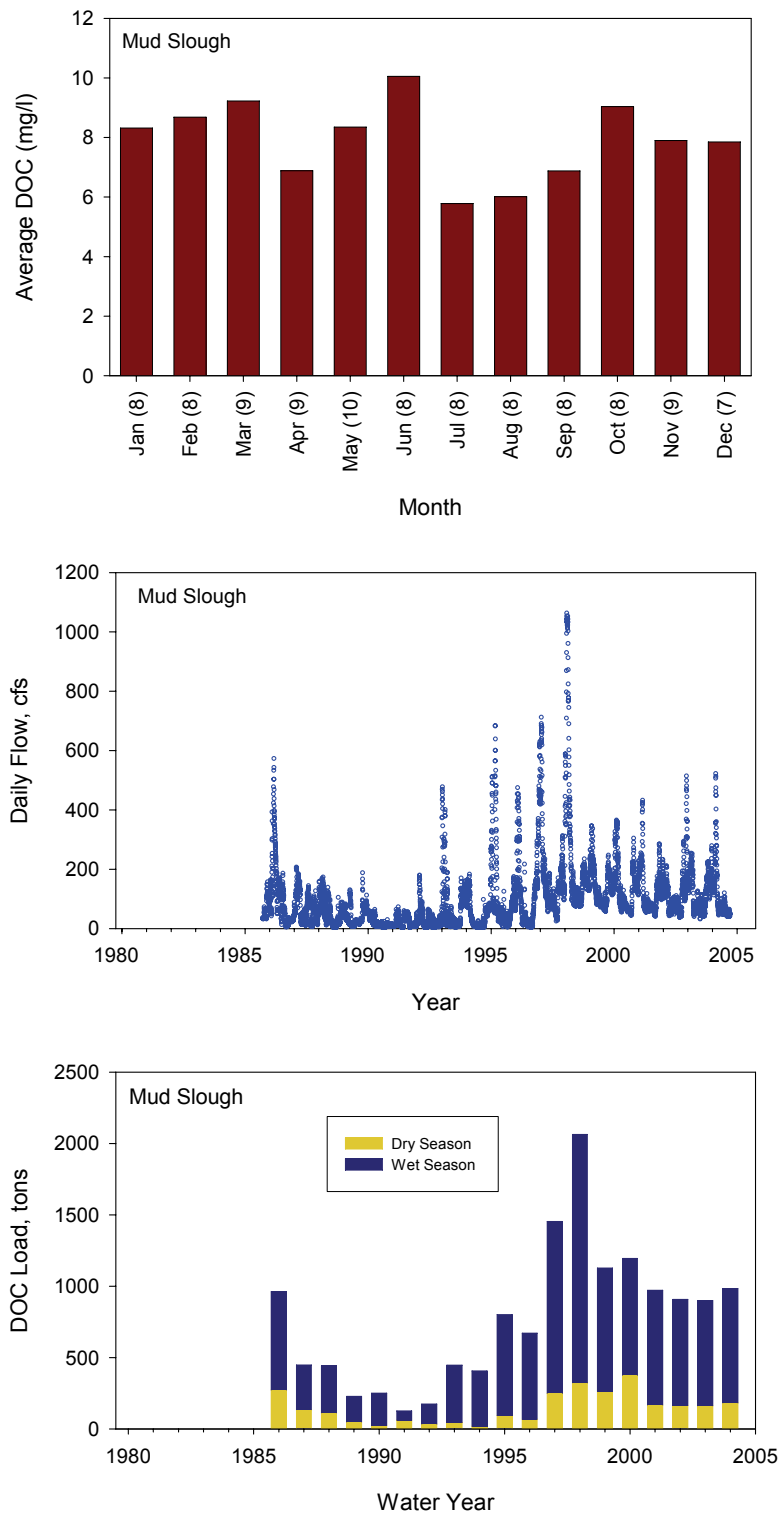 Mud Slough
Average DOC (mg/l)
12
10
8
6
4
2
0
Jan (8)
Feb (8)
Mar (9)
Apr (9)
May (10)
Jun (8)
Jul (8)
Aug (8)
Sep (8)
Oct (8)
Nov (9)
Dec (7)
Month
Mud Slough
Daily Flow, cfs
1200
1000
800
600
400
200
0
1980 1985 1990 1995 2000 2005
Year
Mud Slough
Dry Season
Wet Season
DOC Load, tons
2500
2000
1500
1000
500
0
1980 1985 1990 1995 2000 2005
Water Year